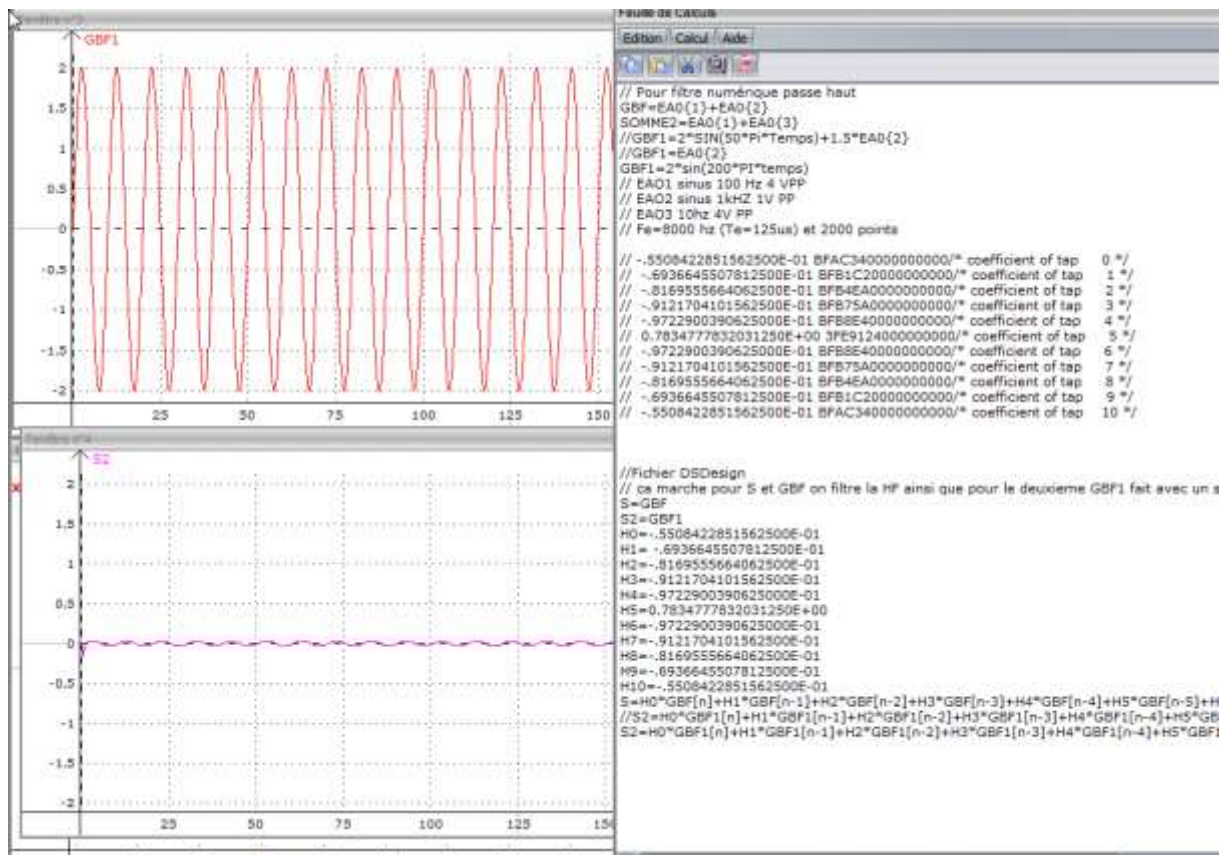 Fenêtre n°3
GBF1
2
1.5
1
0.5
0
-0.5
-1
-1.5
-2
25
50
75
100
125
150
Fenêtre n°4
S2
2
1,5
1
0,5
0
-0.5
-1
-1.5
-2
25
50
75
100
125
150
Feuille de Calculs
Edition Calcul Aide
// Pour filtre numérique passe haut
GBF=EA0{1}+EA0{2}
SOMME2=EA0{1}+EA0{3}
//GBF1=2*SIN(50*Pi*Temps)+1.5*EA0{2}
//GBF1=EA0{2}
GBF1=2*sin(200*PI*temps)
// EAO1 sinus 100 Hz 4 VPP
// EAO2 sinus 1kHZ 1V PP
// EAO3 10hz 4V PP
// Fe=8000 hz (Te=125us) et 2000 points
// -.5508422851562500E-01 BFAC340000000000/* coefficient of tap 0 */
// -.6936645507812500E-01 BFB1C20000000000/* coefficient of tap 1 */
// -.8169555664062500E-01 BFB4EA0000000000/* coefficient of tap 2 */
// -.9121704101562500E-01 BFB75A0000000000/* coefficient of tap 3 */
// -.9722900390625000E-01 BFB8E40000000000/* coefficient of tap 4 */
// 0.7834777832031250E+00 3FE9124000000000/* coefficient of tap 5 */
// -.9722900390625000E-01 BFB8E40000000000/* coefficient of tap 6 */
// -.9121704101562500E-01 BFB75A0000000000/* coefficient of tap 7 */
// -.8169555664062500E-01 BFB4EA0000000000/* coefficient of tap 8 */
// -.6936645507812500E-01 BFB1C20000000000/* coefficient of tap 9 */
// -.5508422851562500E-01 BFAC340000000000/* coefficient of tap 10 */
//Fichier DSDesign
// ca marche pour S et GBF on filtre la HF ainsi que pour le deuxieme GBF1 fait avec un s
S=GBF
S2=GBF1
H0=-.5508422851562500E-01
H1= -.6936645507812500E-01
H2=-.8169555664062500E-01
H3=-.9121704101562500E-01
H4=-.9722900390625000E-01
H5=0.7834777832031250E+00
H6=-.9722900390625000E-01
H7=-.9121704101562500E-01
H8=-.8169555664062500E-01
H9=-.6936645507812500E-01
H10=-.5508422851562500E-01
S=H0*GBF[n]+H1*GBF[n-1]+H2*GBF[n-2]+H3*GBF[n-3]+H4*GBF[n-4]+H5*GBF[n-5]+H
//S2=H0*GBF1[n]+H1*GBF1[n-1]+H2*GBF1[n-2]+H3*GBF1[n-3]+H4*GBF1[n-4]+H5*GB
S2=H0*GBF1[n]+H1*GBF1[n-1]+H2*GBF1[n-2]+H3*GBF1[n-3]+H4*GBF1[n-4]+H5*GBF1